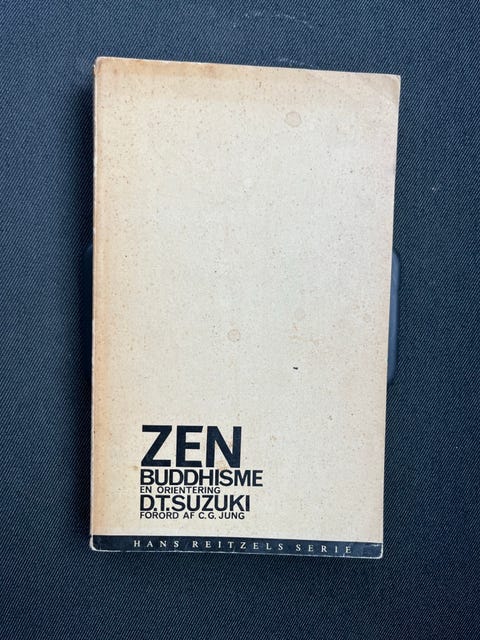 ZEN
BUDDHISME
EN ORIENTERING
D.T.SUZUKI
FORORD AF C.G.JUNG
HANS REITZELS SERIE